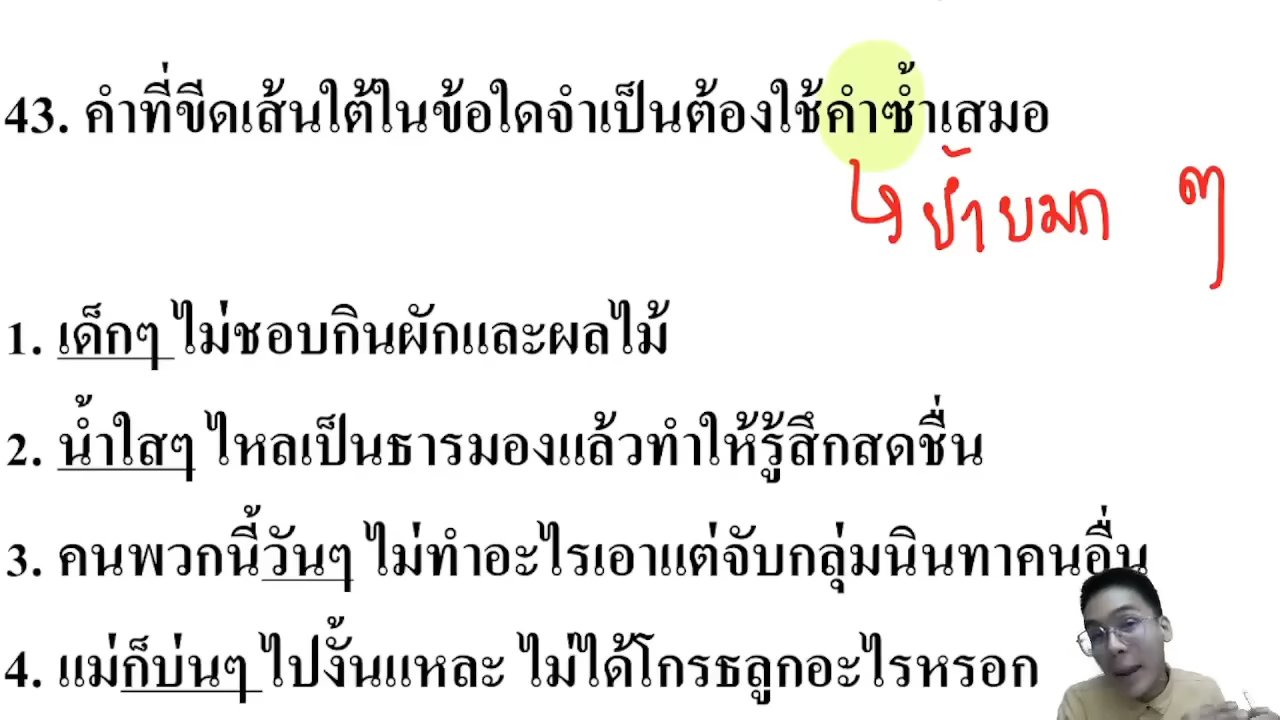 43. คำที่ขีดเส้นใต้ในข้อใดจำเป็นต้องใช้คำซ้ำเสมอ
ไม้ยมก ๆ
1. เด็กๆ ไม่ชอบกินผักและผลไม้
2. น้ำใสๆ ไหลเป็นธารมองแล้วทำให้รู้สึกสดชื่น
3. คนพวกนี้วันๆ ไม่ทำอะไรเอาแต่จับกลุ่มนินทาคนอื่น
4. แม่ก็บ่นๆ ไปงั้นแหละ ไม่ได้โกรธลูกอะไรหรอก